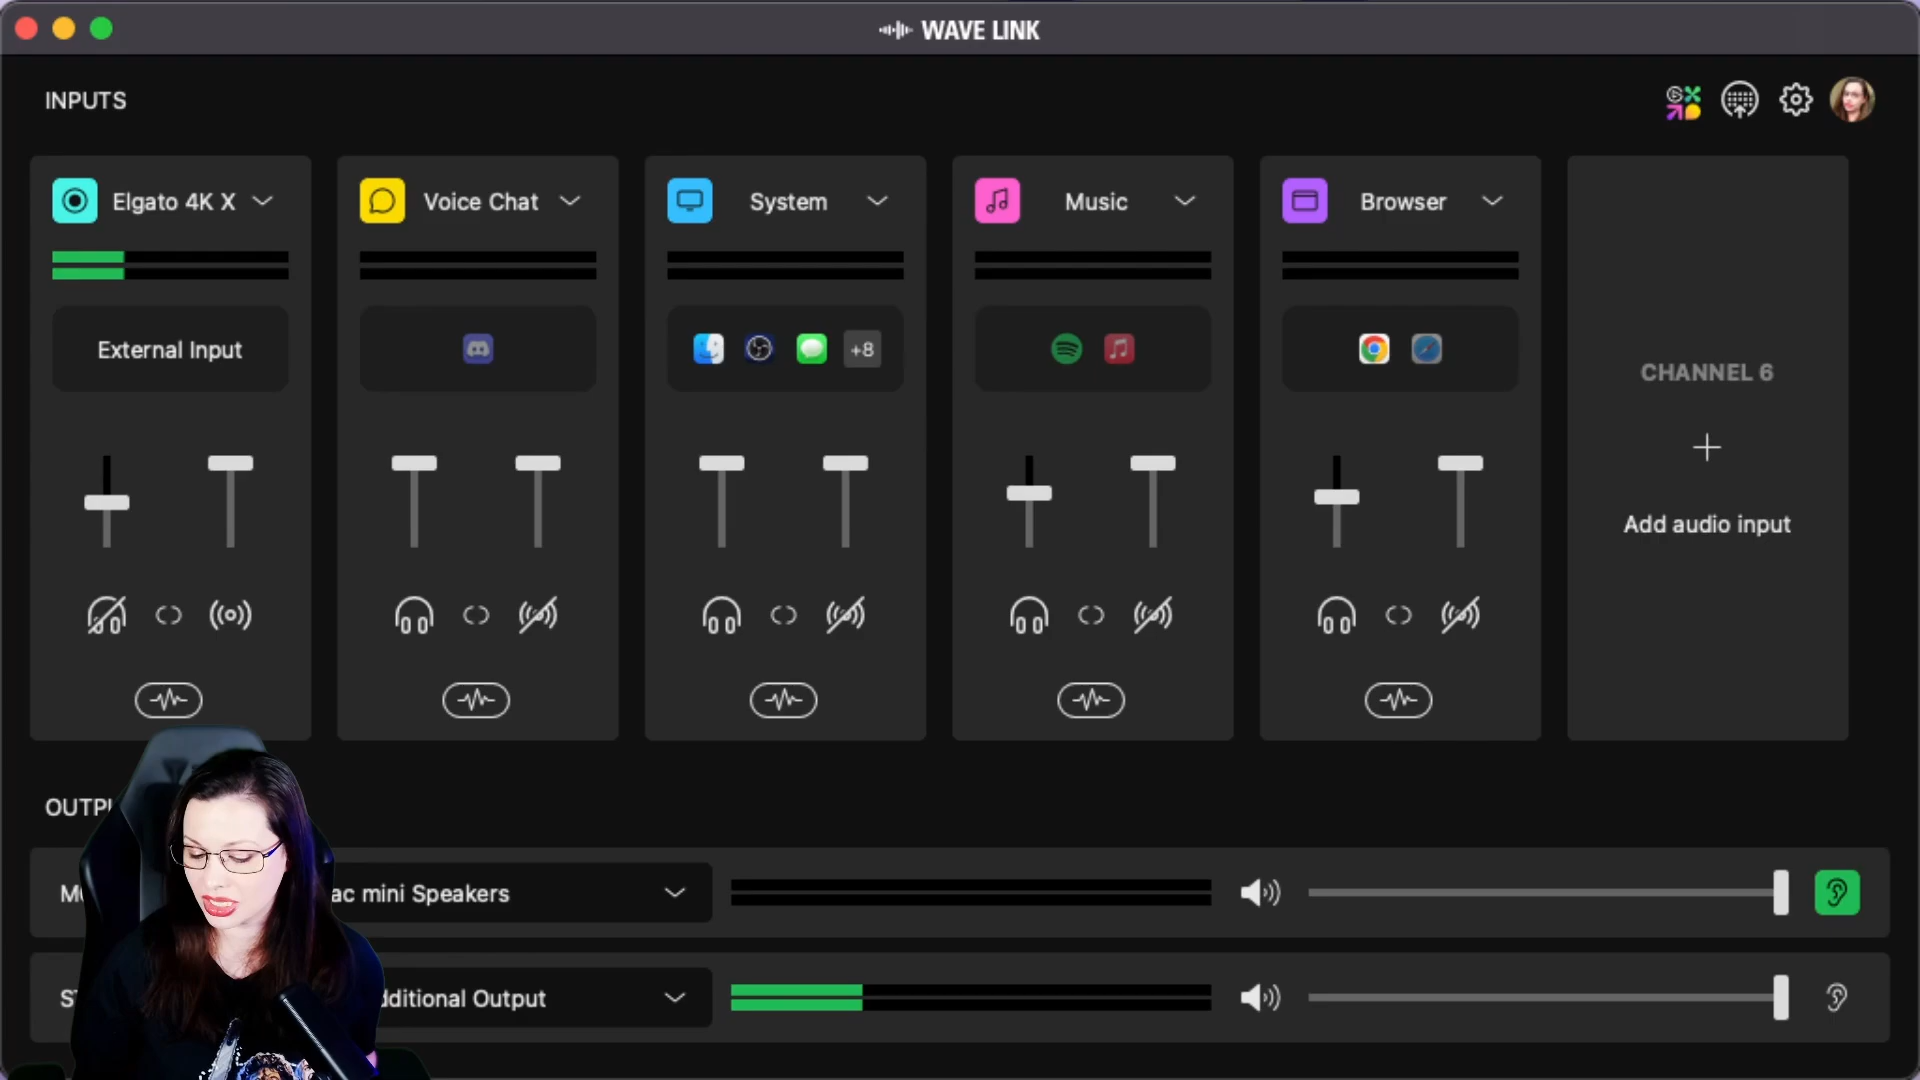 WAVE LINK
INPUTS
Elgato 4K X
Voice Chat
System
Music
Browser
External Input
+8
CHANNEL 6
Add audio input
ac mini Speakers
dditional Output